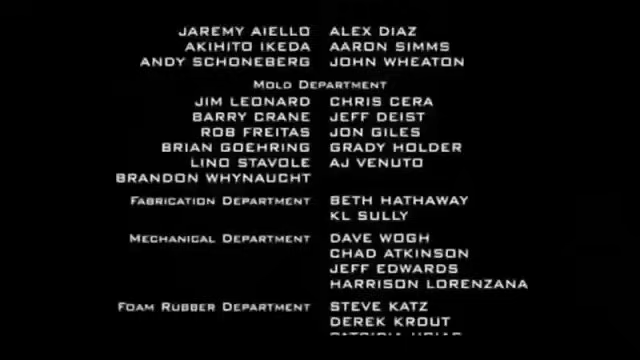 JAREMY AIELLO ALEX DIAZ
AKIHITO IKEDA AARON SIMMS
ANDY SCHONEBERG JOHN WHEATON
MOLD DEPARTMENT
JIM LEONARD CHRIS CERA
BARRY CRANE JEFF DEIST
ROB FREITAS JON GILES
BRIAN GOEHRING GRADY HOLDER
LINO STAVOLE AJ VENUTO
BRANDON WHYNAUCHT
FABRICATION DEPARTMENT BETH HATHAWAY
KL SULLY
MECHANICAL DEPARTMENT DAVE WOGH
CHAD ATKINSON
JEFF EDWARDS
HARRISON LORENZANA
FOAM RUBBER DEPARTMENT STEVE KATZ
DEREK KROUT